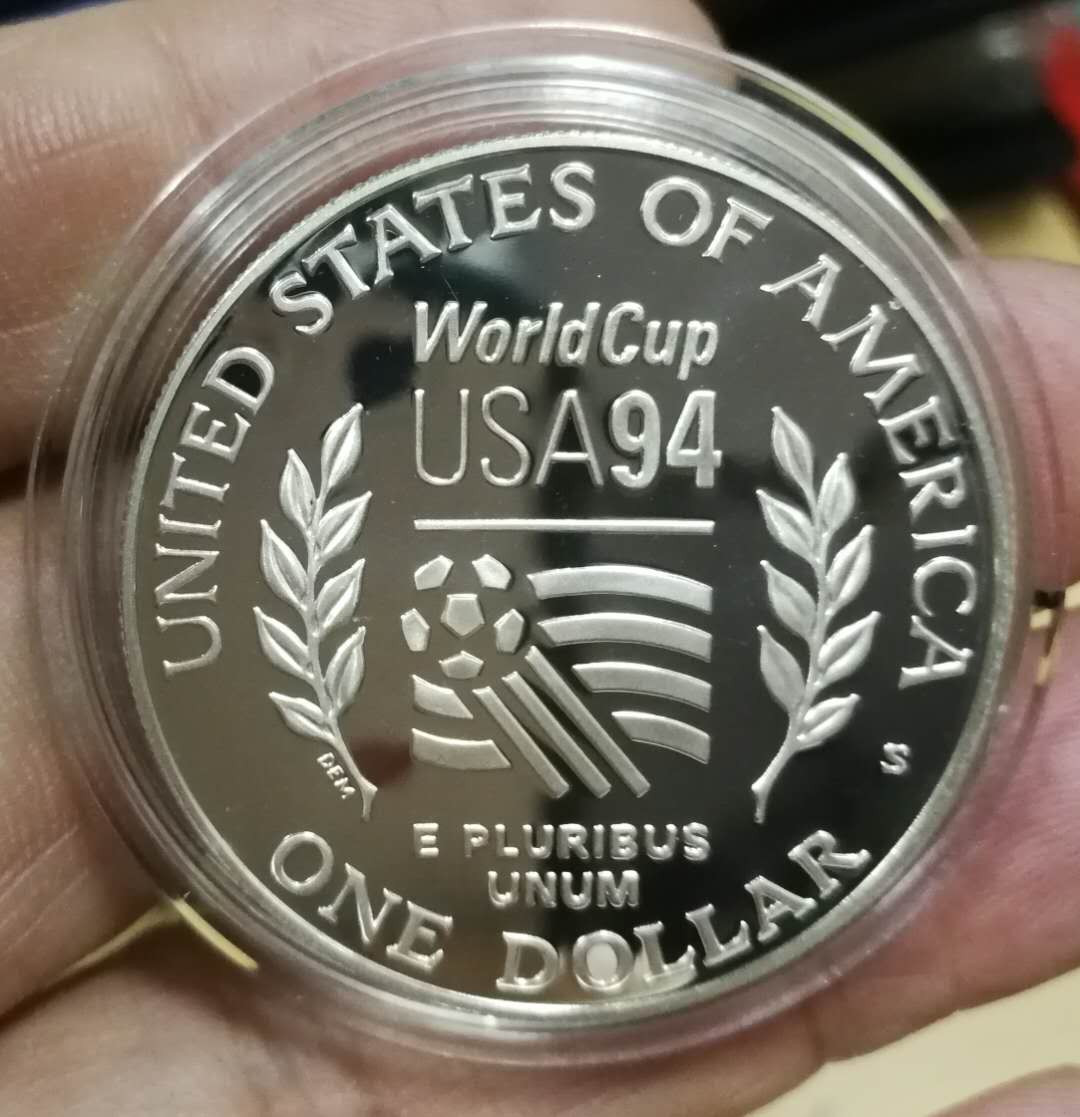 UNITED STATES OF AMERICA
WorldCup
USA94
DEM
S
E PLURIBUS
UNUM
ONE DOLLAR